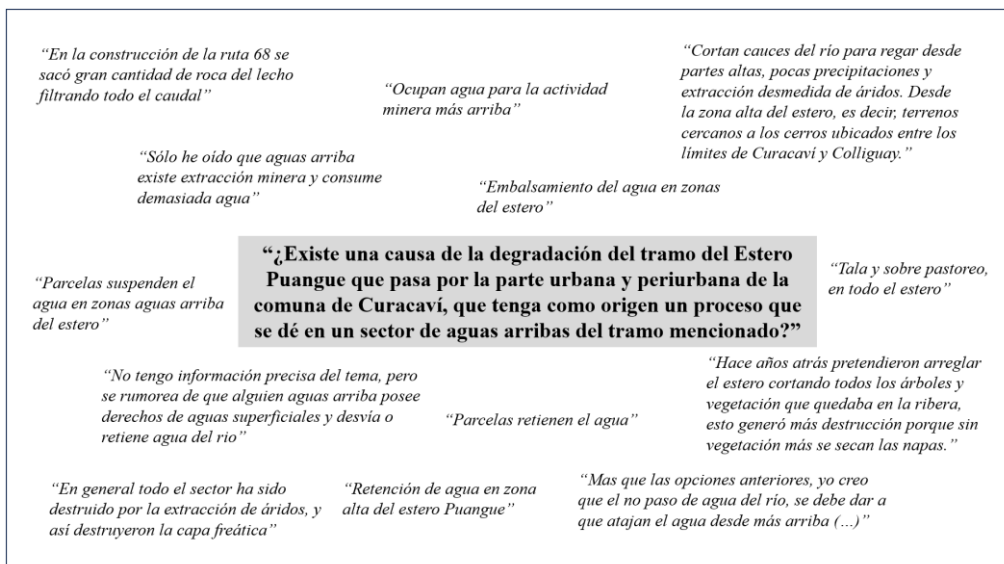 “En la construcción de la ruta 68 se
sacó gran cantidad de roca del lecho
filtrando todo el caudal”
“Ocupan agua para la actividad
minera más arriba”
“Cortan cauces del río para regar desde
partes altas, pocas precipitaciones y
extracción desmedida de áridos. Desde
la zona alta del estero, es decir, terrenos
cercanos a los cerros ubicados entre los
límites de Curacaví y Colliguay.”
“Sólo he oído que aguas arriba
existe extracción minera y consume
demasiada agua”
“Embalsamiento del agua en zonas
del estero”
“Parcelas suspenden el
agua en zonas aguas arriba
del estero”
“¿Existe una causa de la degradación del tramo del Estero
Puangue que pasa por la parte urbana y periurbana de la
comuna de Curacaví, que tenga como origen un proceso que
se dé en un sector de aguas arribas del tramo mencionado?”
“Tala y sobre pastoreo,
en todo el estero”
“No tengo información precisa del tema, pero
se rumorea de que alguien aguas arriba posee
derechos de aguas superficiales y desvía o
retiene agua del rio”
“Parcelas retienen el agua”
“Hace años atrás pretendieron arreglar
el estero cortando todos los árboles y
vegetación que quedaba en la ribera,
esto generó más destrucción porque sin
vegetación más se secan las napas.”
“En general todo el sector ha sido
destruido por la extracción de áridos, y
así destruyeron la capa freática”
“Retención de agua en zona
alta del estero Puangue”
“Mas que las opciones anteriores, yo creo
que el no paso de agua del río, se debe dar a
que atajan el agua desde más arriba (…)”